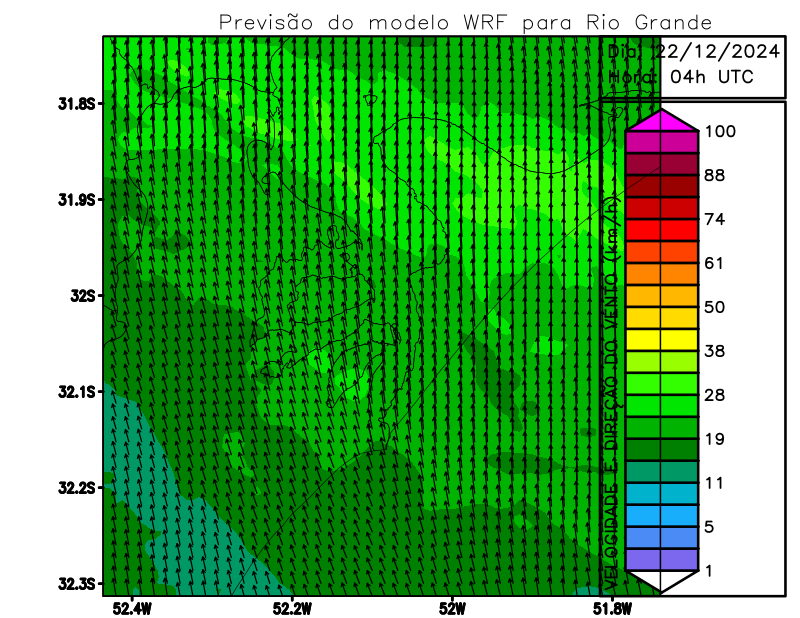 Previsão do modelo WRF para Rio Grande
Dia: 22/12/2024
Hora: 04h UTC
31.8S
31.9S
32S
32.1S
32.2S
32.3S
52.4W
52.2W
52W
51.8W
VELOCIDADE E DIREÇÃO DO VENTO (km/h)
100
88
74
61
50
38
28
19
11
5
1